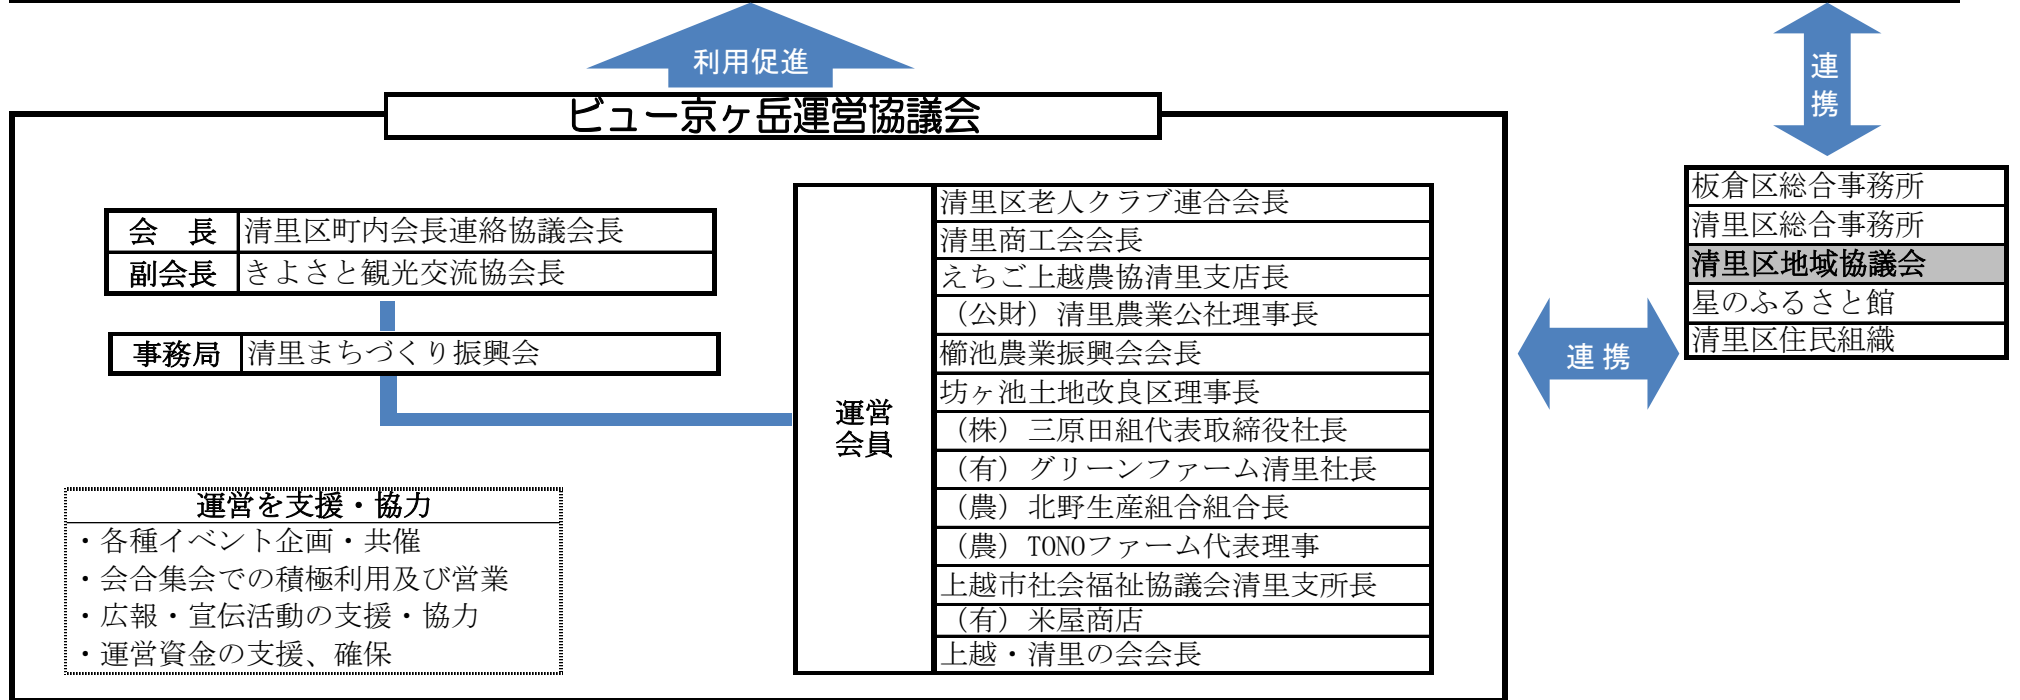 利用促進
連携
ビュー京ヶ岳運営協議会
会　長 清里区町内会長連絡協議会長
副会長 きよさと観光交流協会長
事務局 清里まちづくり振興会
運営を支援・協力
・各種イベント企画・共催
・会合集会での積極利用及び営業
・広報・宣伝活動の支援・協力
・運営資金の支援、確保
運営
会員
清里区老人クラブ連合会長
清里商工会会長
えちご上越農協清里支店長
（公財）清里農業公社理事長
櫛池農業振興会会長
坊ヶ池土地改良区理事長
（株）三原田組代表取締役社長
（有）グリーンファーム清里社長
（農）北野生産組合組合長
（農）TONOファーム代表理事
上越市社会福祉協議会清里支所長
（有）米屋商店
上越・清里の会会長
連 携
板倉区総合事務所
清里区総合事務所
清里区地域協議会
星のふるさと館
清里区住民組織